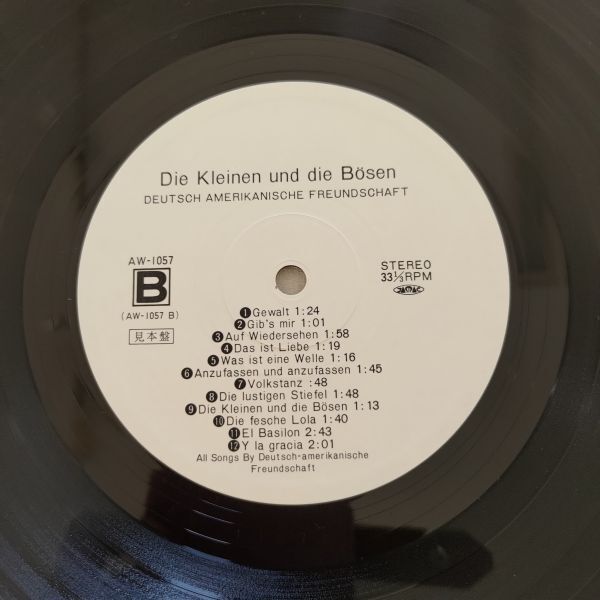 Die Kleinen und die Bösen
DEUTSCH AMERIKANISCHE FREUNDSCHAFT
AW-1057
B
(AW-1057 B)
見本盤
STEREO
33⅓RPM
JASRAC
❶Gewalt 1:24
❷Gib's mir 1:01
❸Auf Wiedersehen 1:58
❹Das ist Liebe 1:19
❺Was ist eine Welle 1:16
❻Anzufassen und anzufassen 1:45
❼Volkstanz :48
❽Die lustigen Stiefel 1:48
❾Die Kleinen und die Bösen 1:13
❿Die fesche Lola 1:40
⓫El Basilon 2:43
⓬Y la gracia 2:01
All Songs By Deutsch-amerikanische
Freundschaft